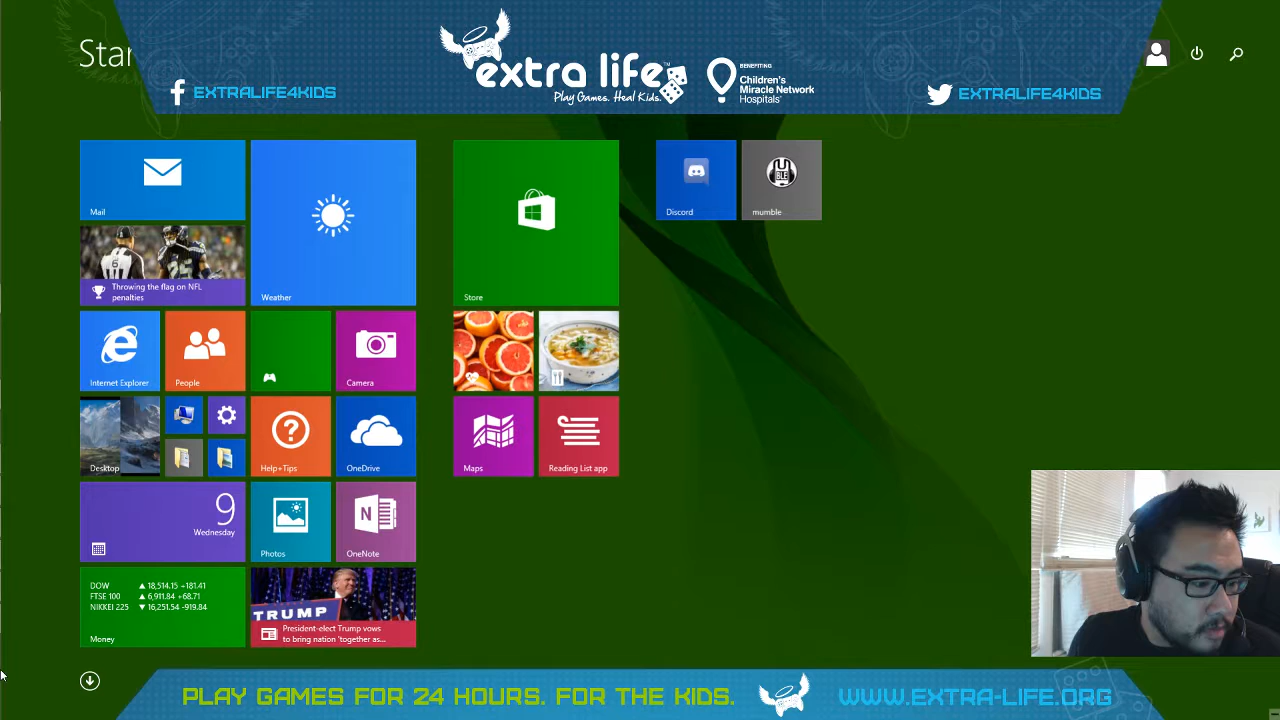 Star
extra life™
Play Games. Heal Kids.
BENEFITING
Children's
Miracle Network
Hospitals®
EXTRALIFE4KIDS
EXTRALIFE4KIDS
Mail
Weather
Throwing the flag on NFL
penalties
Internet Explorer
People
Camera
Desktop
Help+Tips
OneDrive
9
Wednesday
Photos
N
OneNote
DOW ▲ 18,514.15 +181.41
FTSE 100 ▲ 6,911.84 +68.71
NIKKEI 225 ▼ 16,251.54 -919.84
Money
TRUMP
President-elect Trump vows
to bring nation 'together as...
Store
Maps
Reading List app
Discord
mumble
PLAY GAMES FOR 24 HOURS. FOR THE KIDS.
WWW.EXTRA-LIFE.ORG